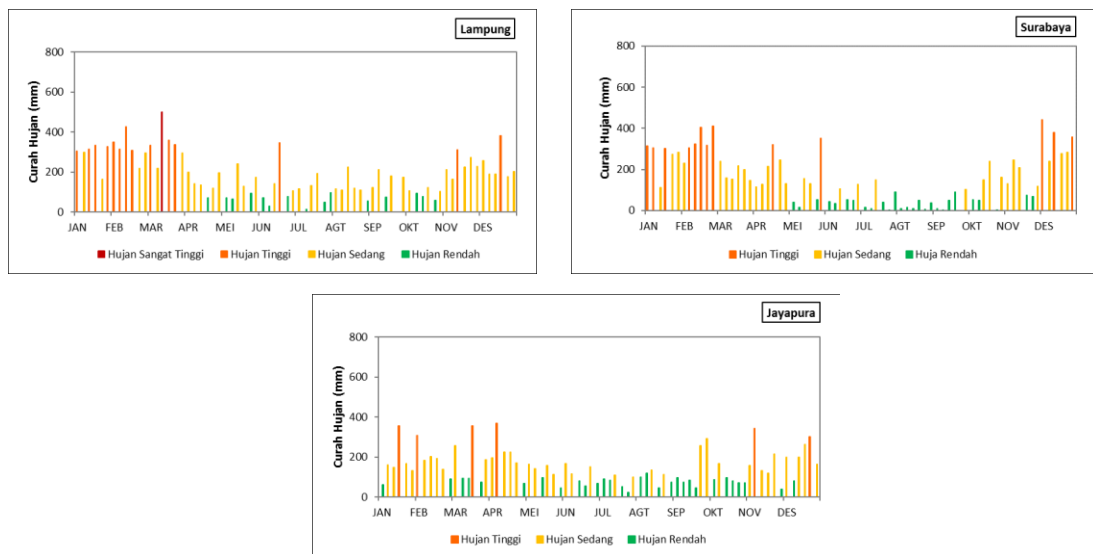 Lampung
Curah Hujan (mm)
800
600
400
200
0
JAN FEB MAR MAR MEI JUN JUL AGT SEP OKT NOV DES
Hujan Sangat Tinggi Hujan Tinggi Hujan Sedang Hujan Rendah
Surabaya
Curah Hujan (mm)
800
600
400
200
0
JAN FEB MAR APR MEI JUN JUL AGT SEP OKT NOV DES
Hujan Tinggi Hujan Sedang Huja Rendah
Jayapura
Curah Hujan (mm)
800
600
400
200
0
JAN FEB MAR APR MEI JUN JUL AGT SEP OKT NOV DES
Hujan Tinggi Hujan Sedang Hujan Rendah